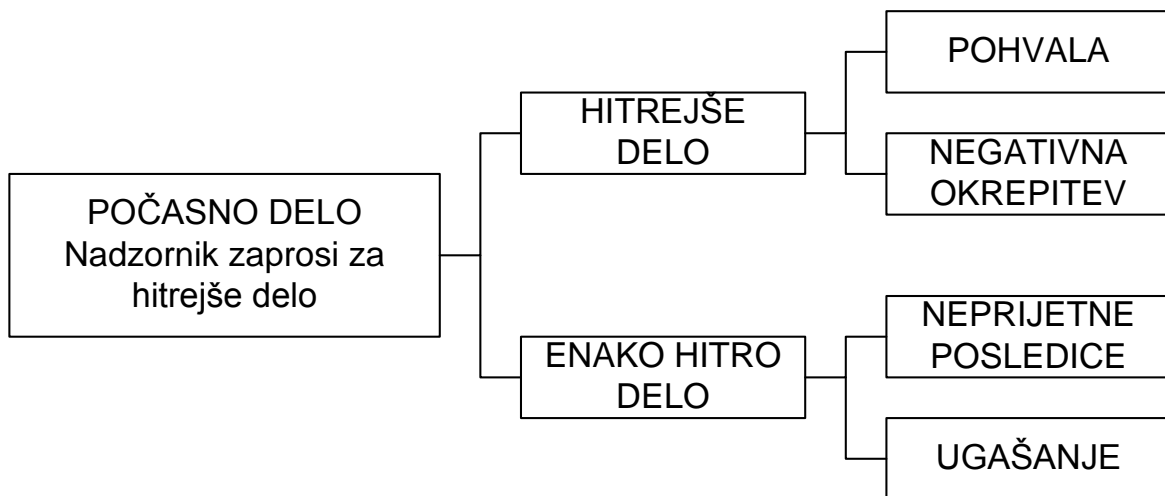 POČASNO DELO
Nadzornik zaprosi za
hitrejše delo
HITREJŠE
DELO
POHVALA
NEGATIVNA
OKREPITEV
ENAKO HITRO
DELO
NEPRIJETNE
POSLEDICE
UGAŠANJE